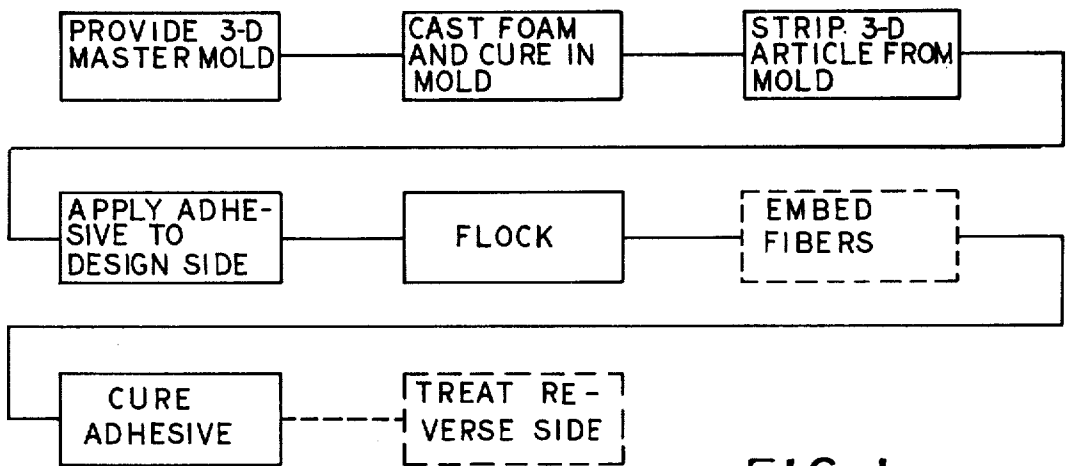 PROVIDE 3-D
MASTER MOLD
CAST FOAM
AND CURE IN
MOLD
STRIP 3-D
ARTICLE FROM
MOLD
APPLY ADHE-
SIVE TO
DESIGN SIDE
FLOCK
EMBED
FIBERS
CURE
ADHESIVE
TREAT RE-
VERSE SIDE